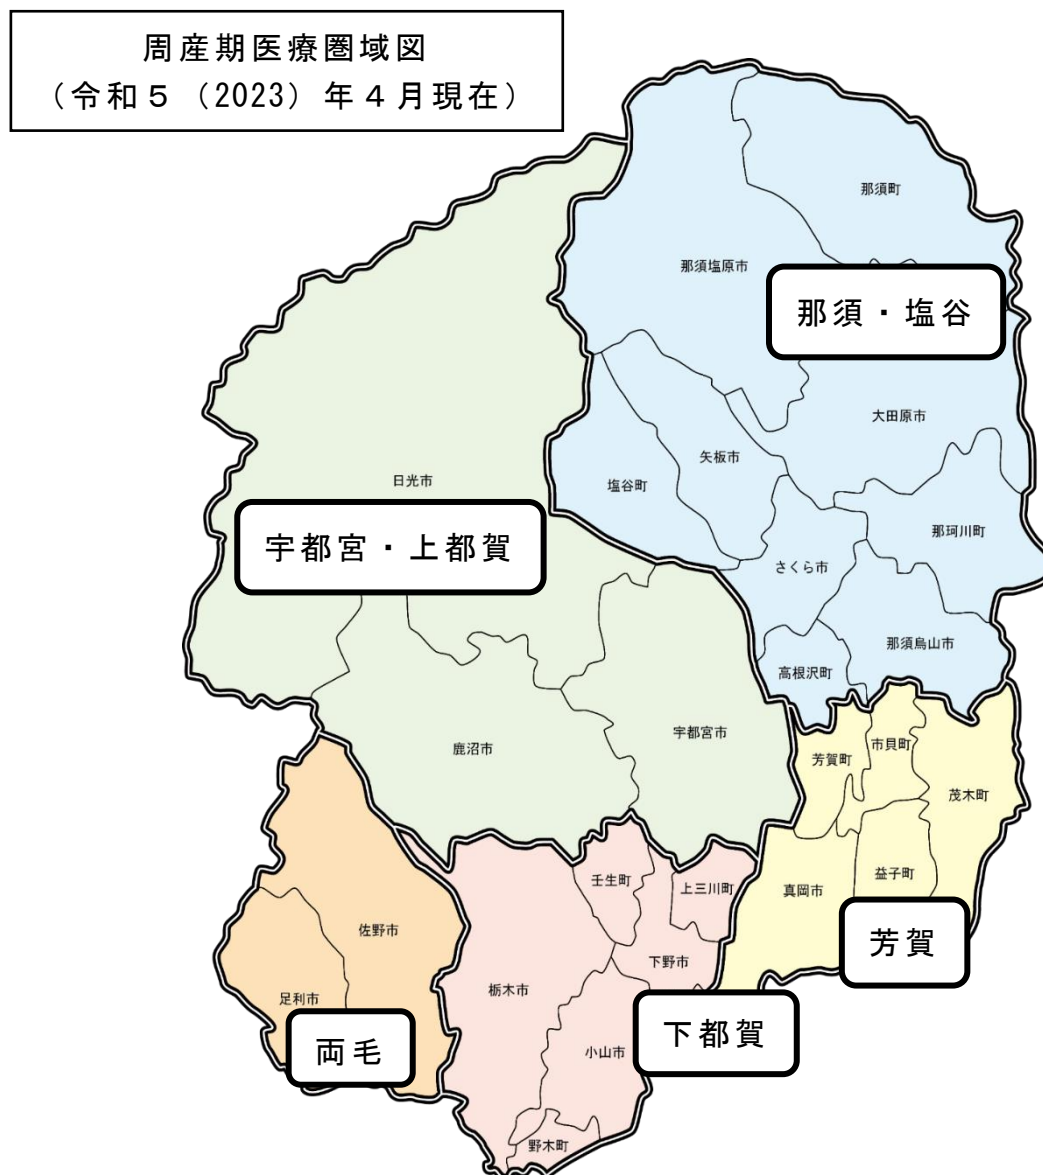 周産期医療圏域図
（令和５（2023）年４月現在）
那須町
那須塩原市
那須・塩谷
大田原市
矢板市
日光市
塩谷町
那珂川町
宇都宮・上都賀
さくら市
那須烏山市
高根沢町
宇都宮市
鹿沼市
市貝町
芳賀町
茂木町
益子町
壬生町
上三川町
真岡市
佐野市
芳賀
下野市
栃木市
足利市
下都賀
両毛
小山市
野木町